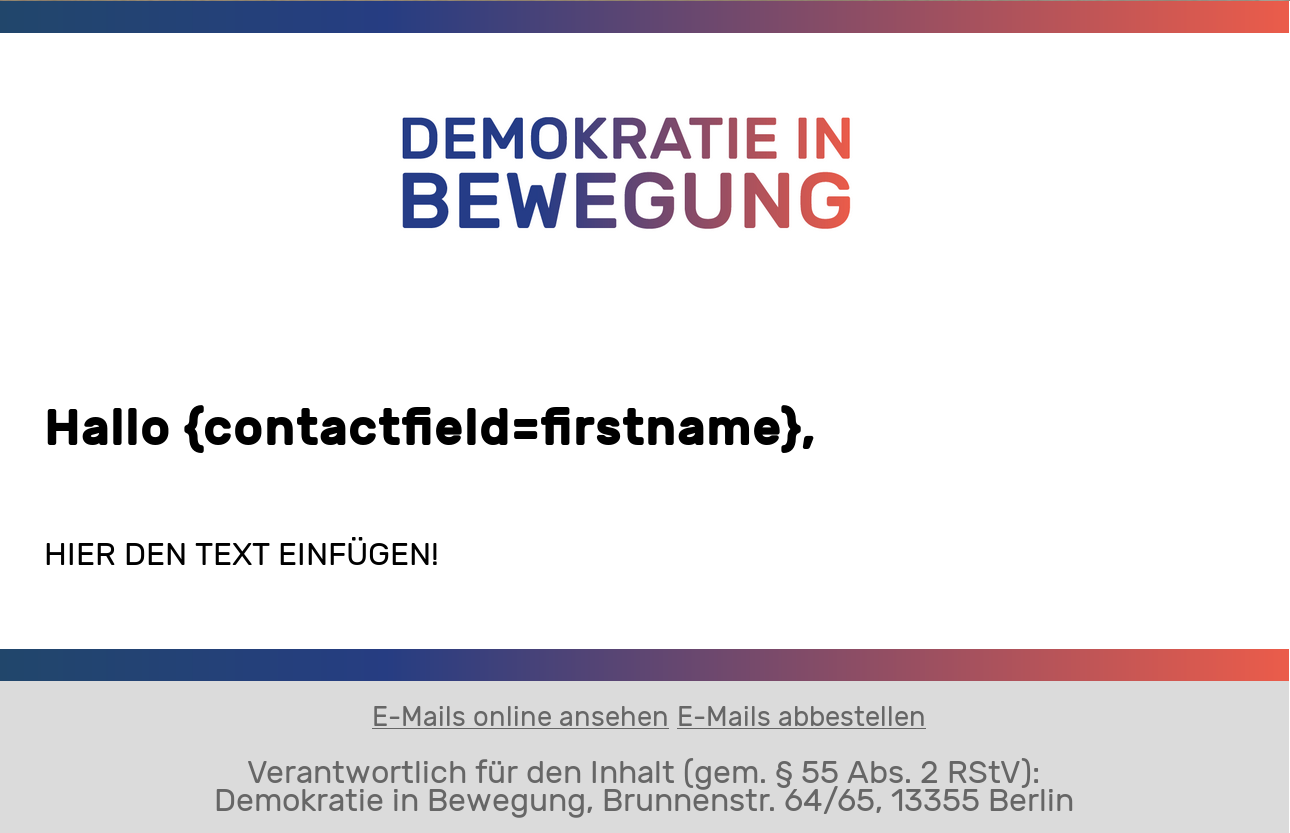 DEMOKRATIE IN
BEWEGUNG
Hallo {contactfield=firstname},
HIER DEN TEXT EINFÜGEN!
E-Mails online ansehen E-Mails abbestellen
Verantwortlich für den Inhalt (gem. § 55 Abs. 2 RStV):
Demokratie in Bewegung, Brunnenstr. 64/65, 13355 Berlin